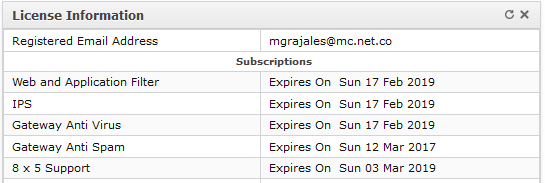 License Information
Registered Email Address mgrajales@mc.net.co
Subscriptions
Web and Application Filter Expires On Sun 17 Feb 2019
IPS Expires On Sun 17 Feb 2019
Gateway Anti Virus Expires On Sun 17 Feb 2019
Gateway Anti Spam Expires On Sun 12 Mar 2017
8 x 5 Support Expires On Sun 03 Mar 2019